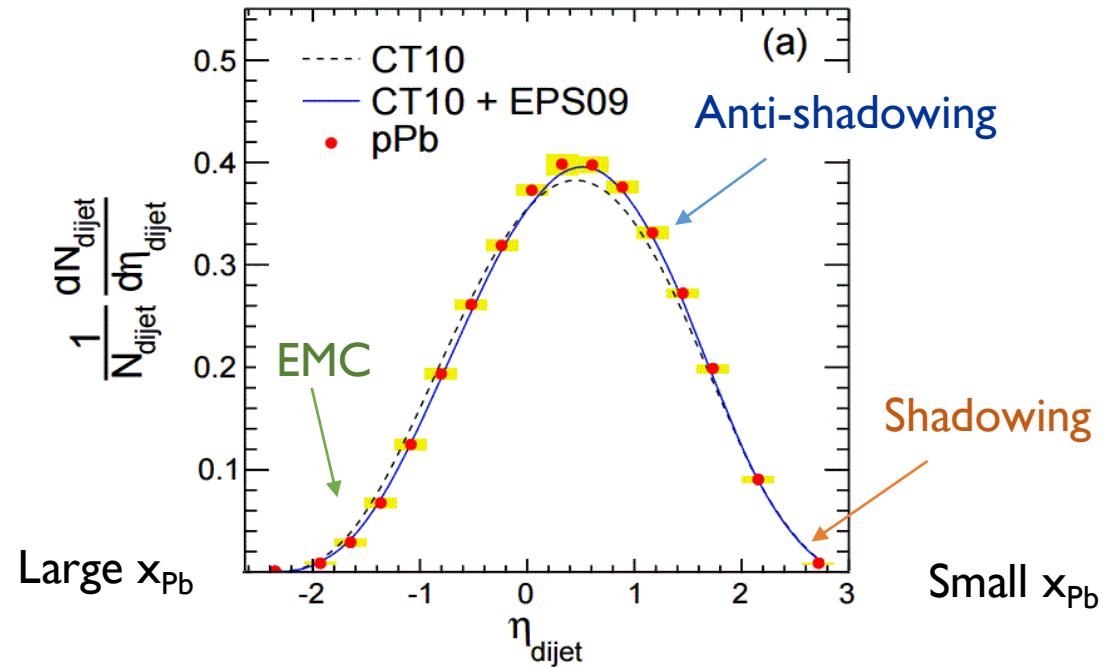 (a)
0.5
CT10
CT10 + EPS09
Anti-shadowing
pPb
0.4
1 dN_dijet
N_dijet dη_dijet
0.3
EMC
0.2
Shadowing
0.1
Large x_Pb
-2 -1 0 1 2 3
Small x_Pb
η_dijet